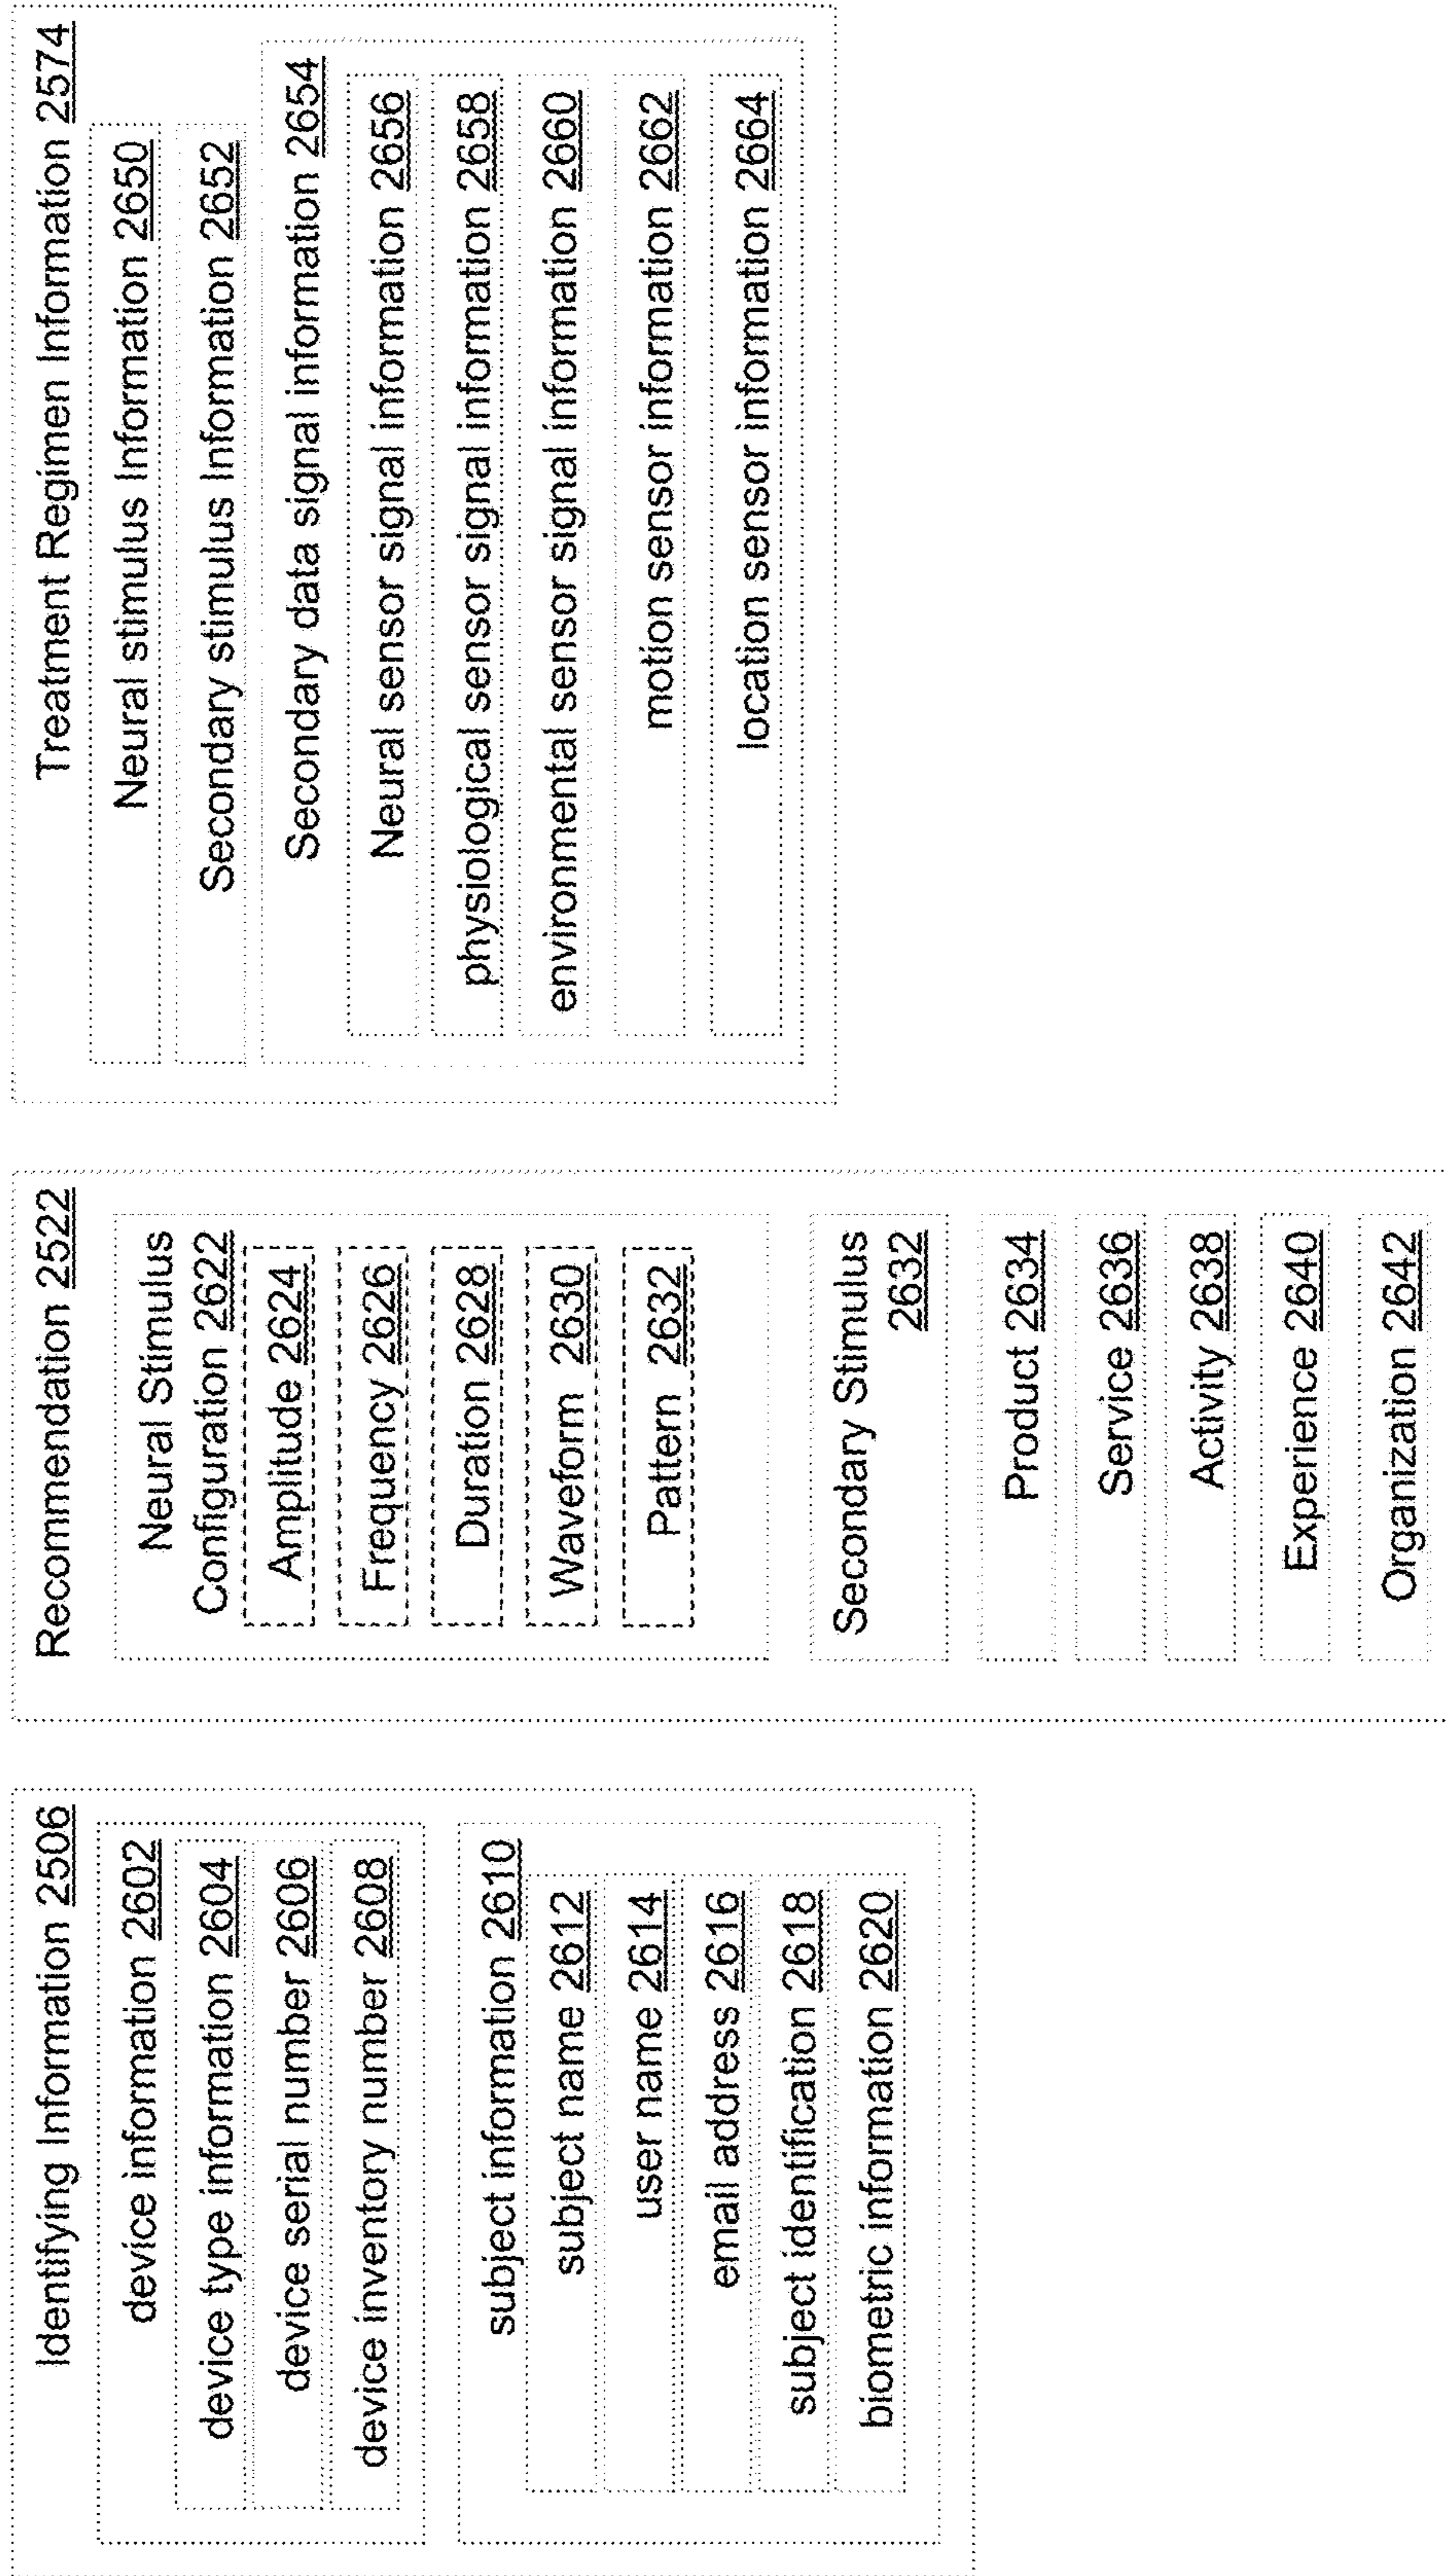 Identifying Information 2506
device information 2602
device type information 2604
device serial number 2606
device inventory number 2608
subject information 2610
subject name 2612
user name 2614
email address 2616
subject identification 2618
biometric information 2620
Recommendation 2522
Neural Stimulus
Configuration 2622
Amplitude 2624
Frequency 2626
Duration 2628
Waveform 2630
Pattern 2632
Secondary Stimulus
2632
Product 2634
Service 2636
Activity 2638
Experience 2640
Organization 2642
Treatment Regimen Information 2574
Neural stimulus Information 2650
Secondary stimulus Information 2652
Secondary data signal information 2654
Neural sensor signal information 2656
physiological sensor signal information 2658
environmental sensor signal information 2660
motion sensor information 2662
location sensor information 2664